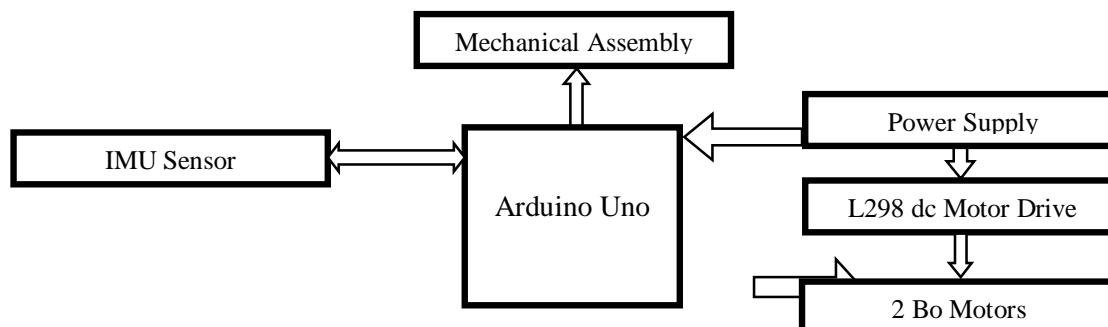 Mechanical Assembly
Power Supply
IMU Sensor
Arduino Uno
L298 dc Motor Drive
2 Bo Motors